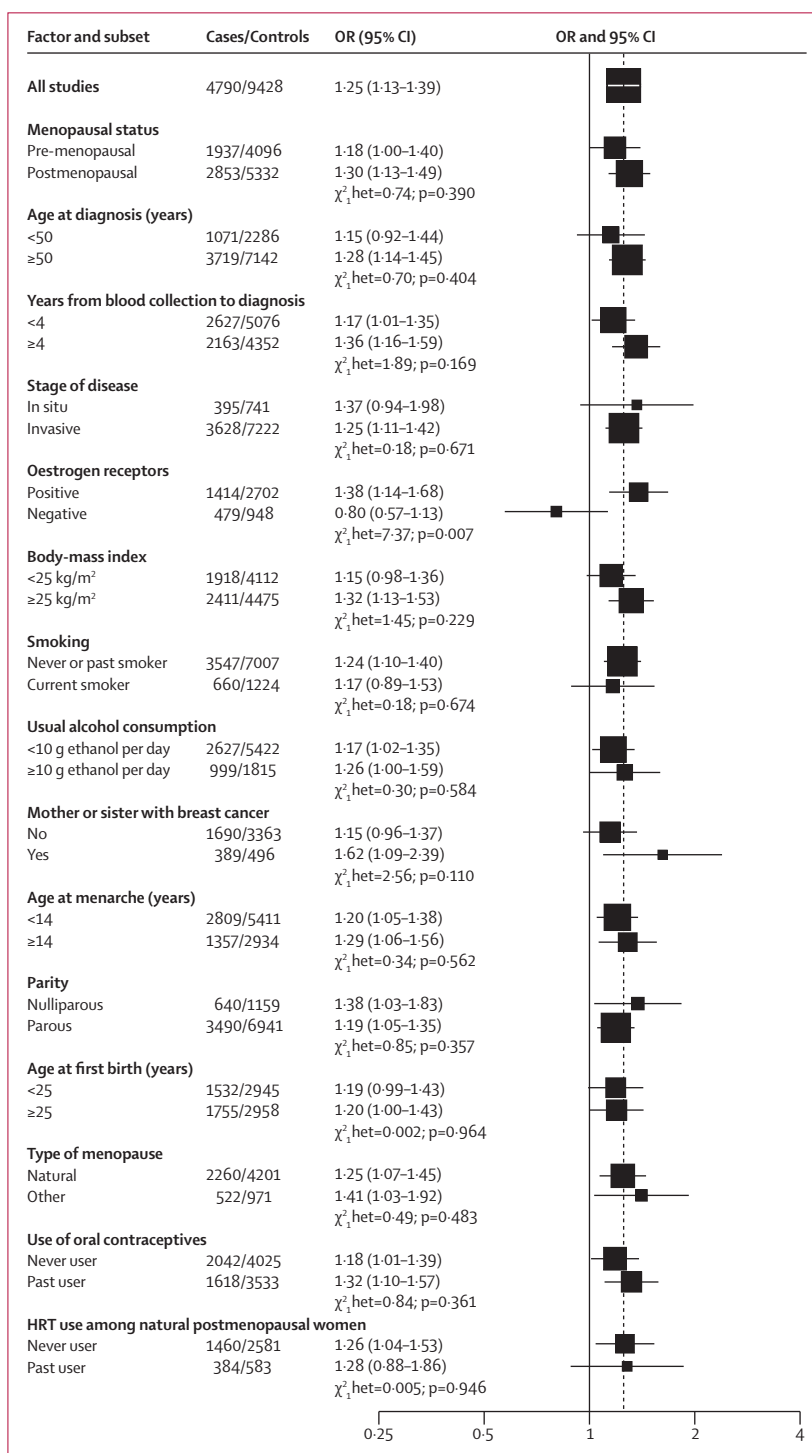 Factor and subset Cases/Controls OR (95% CI) OR and 95% CI
All studies 4790/9428 1·25 (1·13–1·39)
Menopausal status
Pre-menopausal 1937/4096 1·18 (1·00–1·40)
Postmenopausal 2853/5332 1·30 (1·13–1·49)
χ²₁het=0·74; p=0·390
Age at diagnosis (years)
<50 1071/2286 1·15 (0·92–1·44)
≥50 3719/7142 1·28 (1·14–1·45)
χ²₁het=0·70; p=0·404
Years from blood collection to diagnosis
<4 2627/5076 1·17 (1·01–1·35)
≥4 2163/4352 1·36 (1·16–1·59)
χ²₁het=1·89; p=0·169
Stage of disease
In situ 395/741 1·37 (0·94–1·98)
Invasive 3628/7222 1·25 (1·11–1·42)
χ²₁het=0·18; p=0·671
Oestrogen receptors
Positive 1414/2702 1·38 (1·14–1·68)
Negative 479/948 0·80 (0·57–1·13)
χ²₁het=7·37; p=0·007
Body-mass index
<25 kg/m² 1918/4112 1·15 (0·98–1·36)
≥25 kg/m² 2411/4475 1·32 (1·13–1·53)
χ²₁het=1·45; p=0·229
Smoking
Never or past smoker 3547/7007 1·24 (1·10–1·40)
Current smoker 660/1224 1·17 (0·89–1·53)
χ²₁het=0·18; p=0·674
Usual alcohol consumption
<10 g ethanol per day 2627/5422 1·17 (1·02–1·35)
≥10 g ethanol per day 999/1815 1·26 (1·00–1·59)
χ²₁het=0·30; p=0·584
Mother or sister with breast cancer
No 1690/3363 1·15 (0·96–1·37)
Yes 389/496 1·62 (1·09–2·39)
χ²₁het=2·56; p=0·110
Age at menarche (years)
<14 2809/5411 1·20 (1·05–1·38)
≥14 1357/2934 1·29 (1·06–1·56)
χ²₁het=0·34; p=0·562
Parity
Nulliparous 640/1159 1·38 (1·03–1·83)
Parous 3490/6941 1·19 (1·05–1·35)
χ²₁het=0·85; p=0·357
Age at first birth (years)
<25 1532/2945 1·19 (0·99–1·43)
≥25 1755/2958 1·20 (1·00–1·43)
χ²₁het=0·002; p=0·964
Type of menopause
Natural 2260/4201 1·25 (1·07–1·45)
Other 522/971 1·41 (1·03–1·92)
χ²₁het=0·49; p=0·483
Use of oral contraceptives
Never user 2042/4025 1·18 (1·01–1·39)
Past user 1618/3533 1·32 (1·10–1·57)
χ²₁het=0·84; p=0·361
HRT use among natural postmenopausal women
Never user 1460/2581 1·26 (1·04–1·53)
Past user 384/583 1·28 (0·88–1·86)
χ²₁het=0·005; p=0·946
0·25 0·5 1 2 4